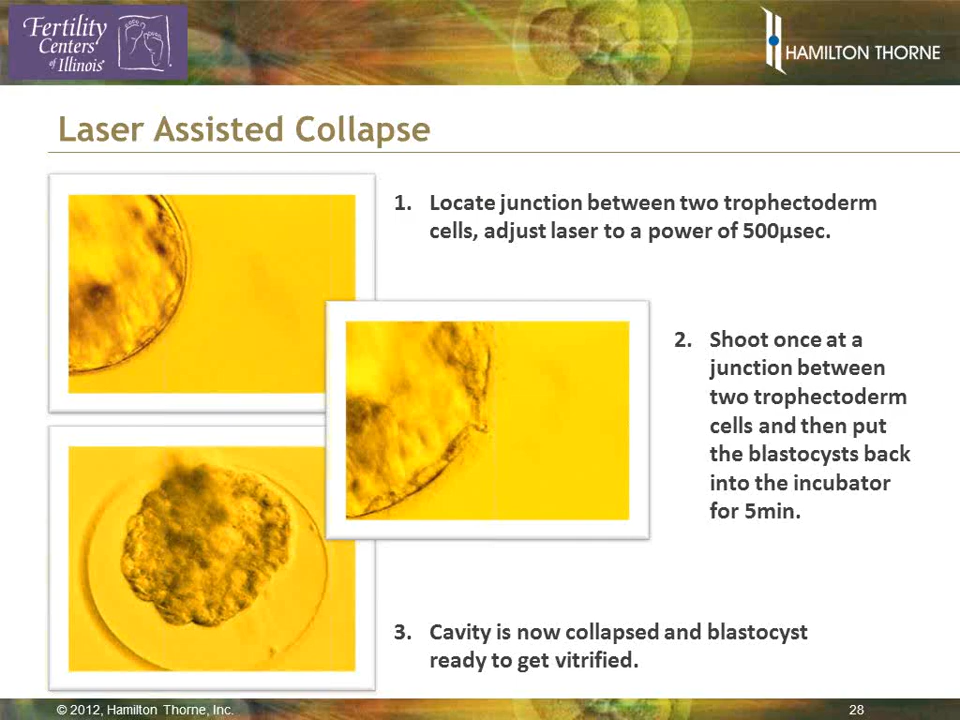 Fertility
Centers®
of Illinois®
HAMILTON THORNE
Laser Assisted Collapse
1. Locate junction between two trophectoderm
cells, adjust laser to a power of 500µsec.
2. Shoot once at a
junction between
two trophectoderm
cells and then put
the blastocysts back
into the incubator
for 5min.
3. Cavity is now collapsed and blastocyst
ready to get vitrified.
© 2012, Hamilton Thorne, Inc.
28